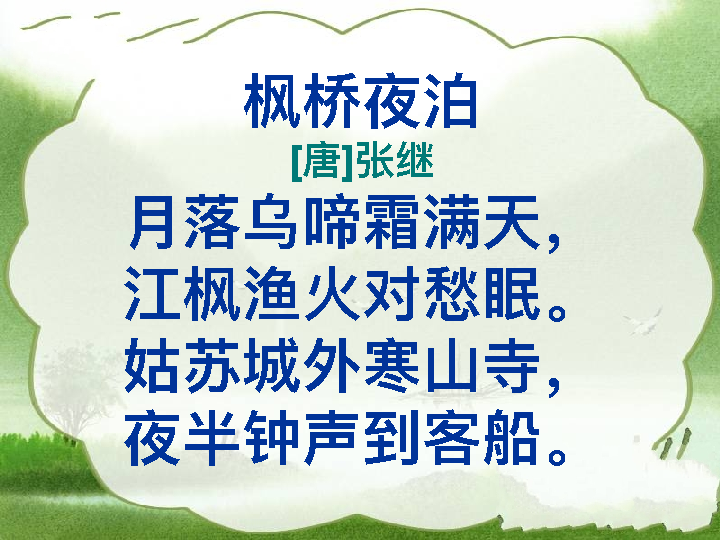 枫桥夜泊
[唐]张继
月落乌啼霜满天，
江枫渔火对愁眠。
姑苏城外寒山寺，
夜半钟声到客船。